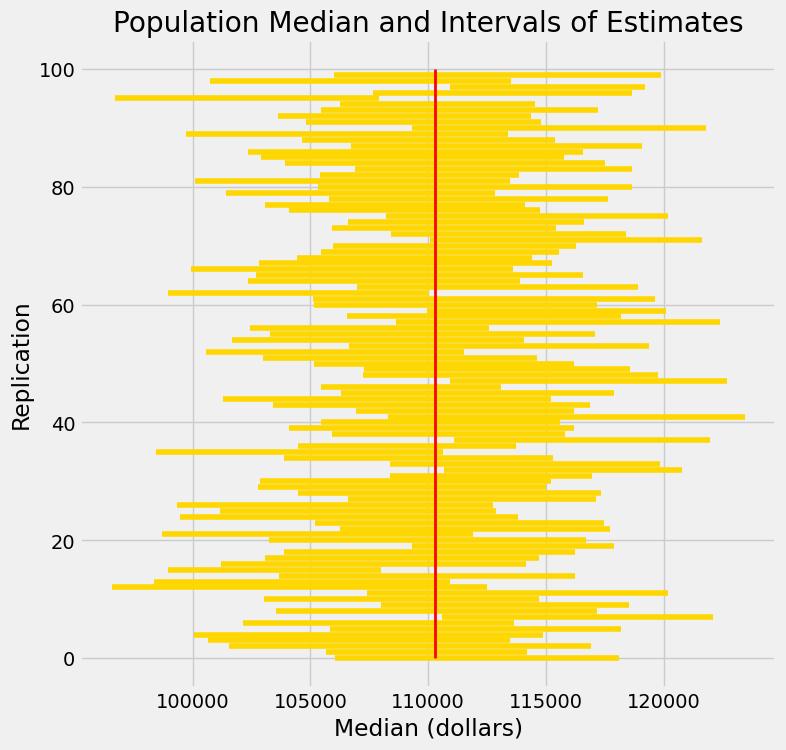 Population Median and Intervals of Estimates
100
80
60
40
20
0
Replication
100000 105000 110000 115000 120000
Median (dollars)